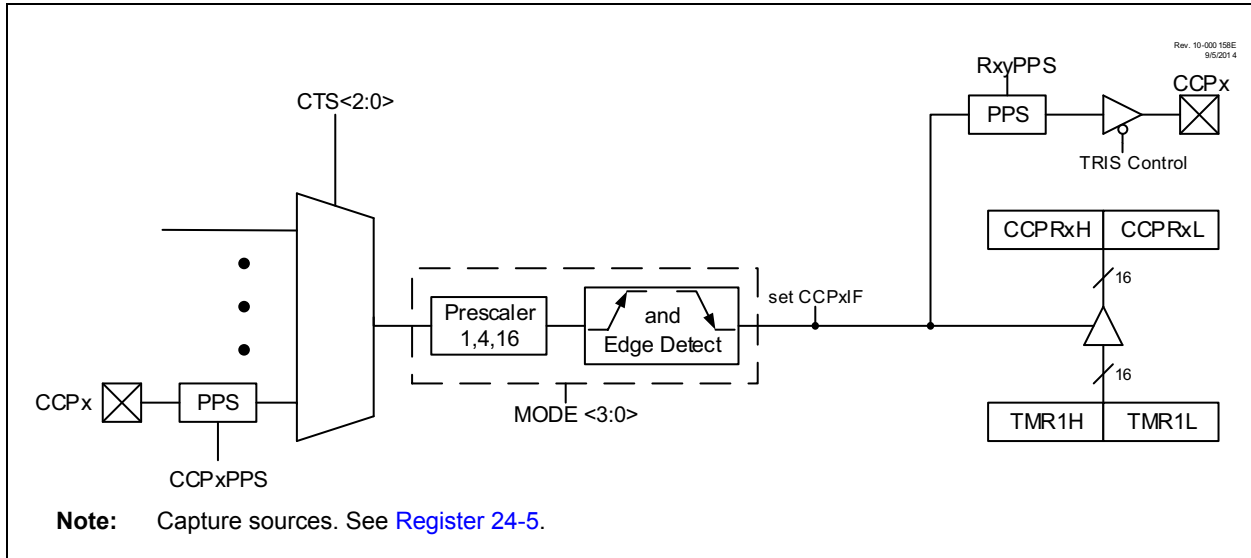 Rev. 10-000 158E
9/5/2014
RxyPPS
CCPx
CTS<2:0>
PPS
TRIS Control
CCPRxH CCPRxL
16
set CCPxIF
Prescaler
1,4,16
and
Edge Detect
16
CCPx
PPS
MODE <3:0>
TMR1H TMR1L
CCPxPPS
Note: Capture sources. See Register 24-5.